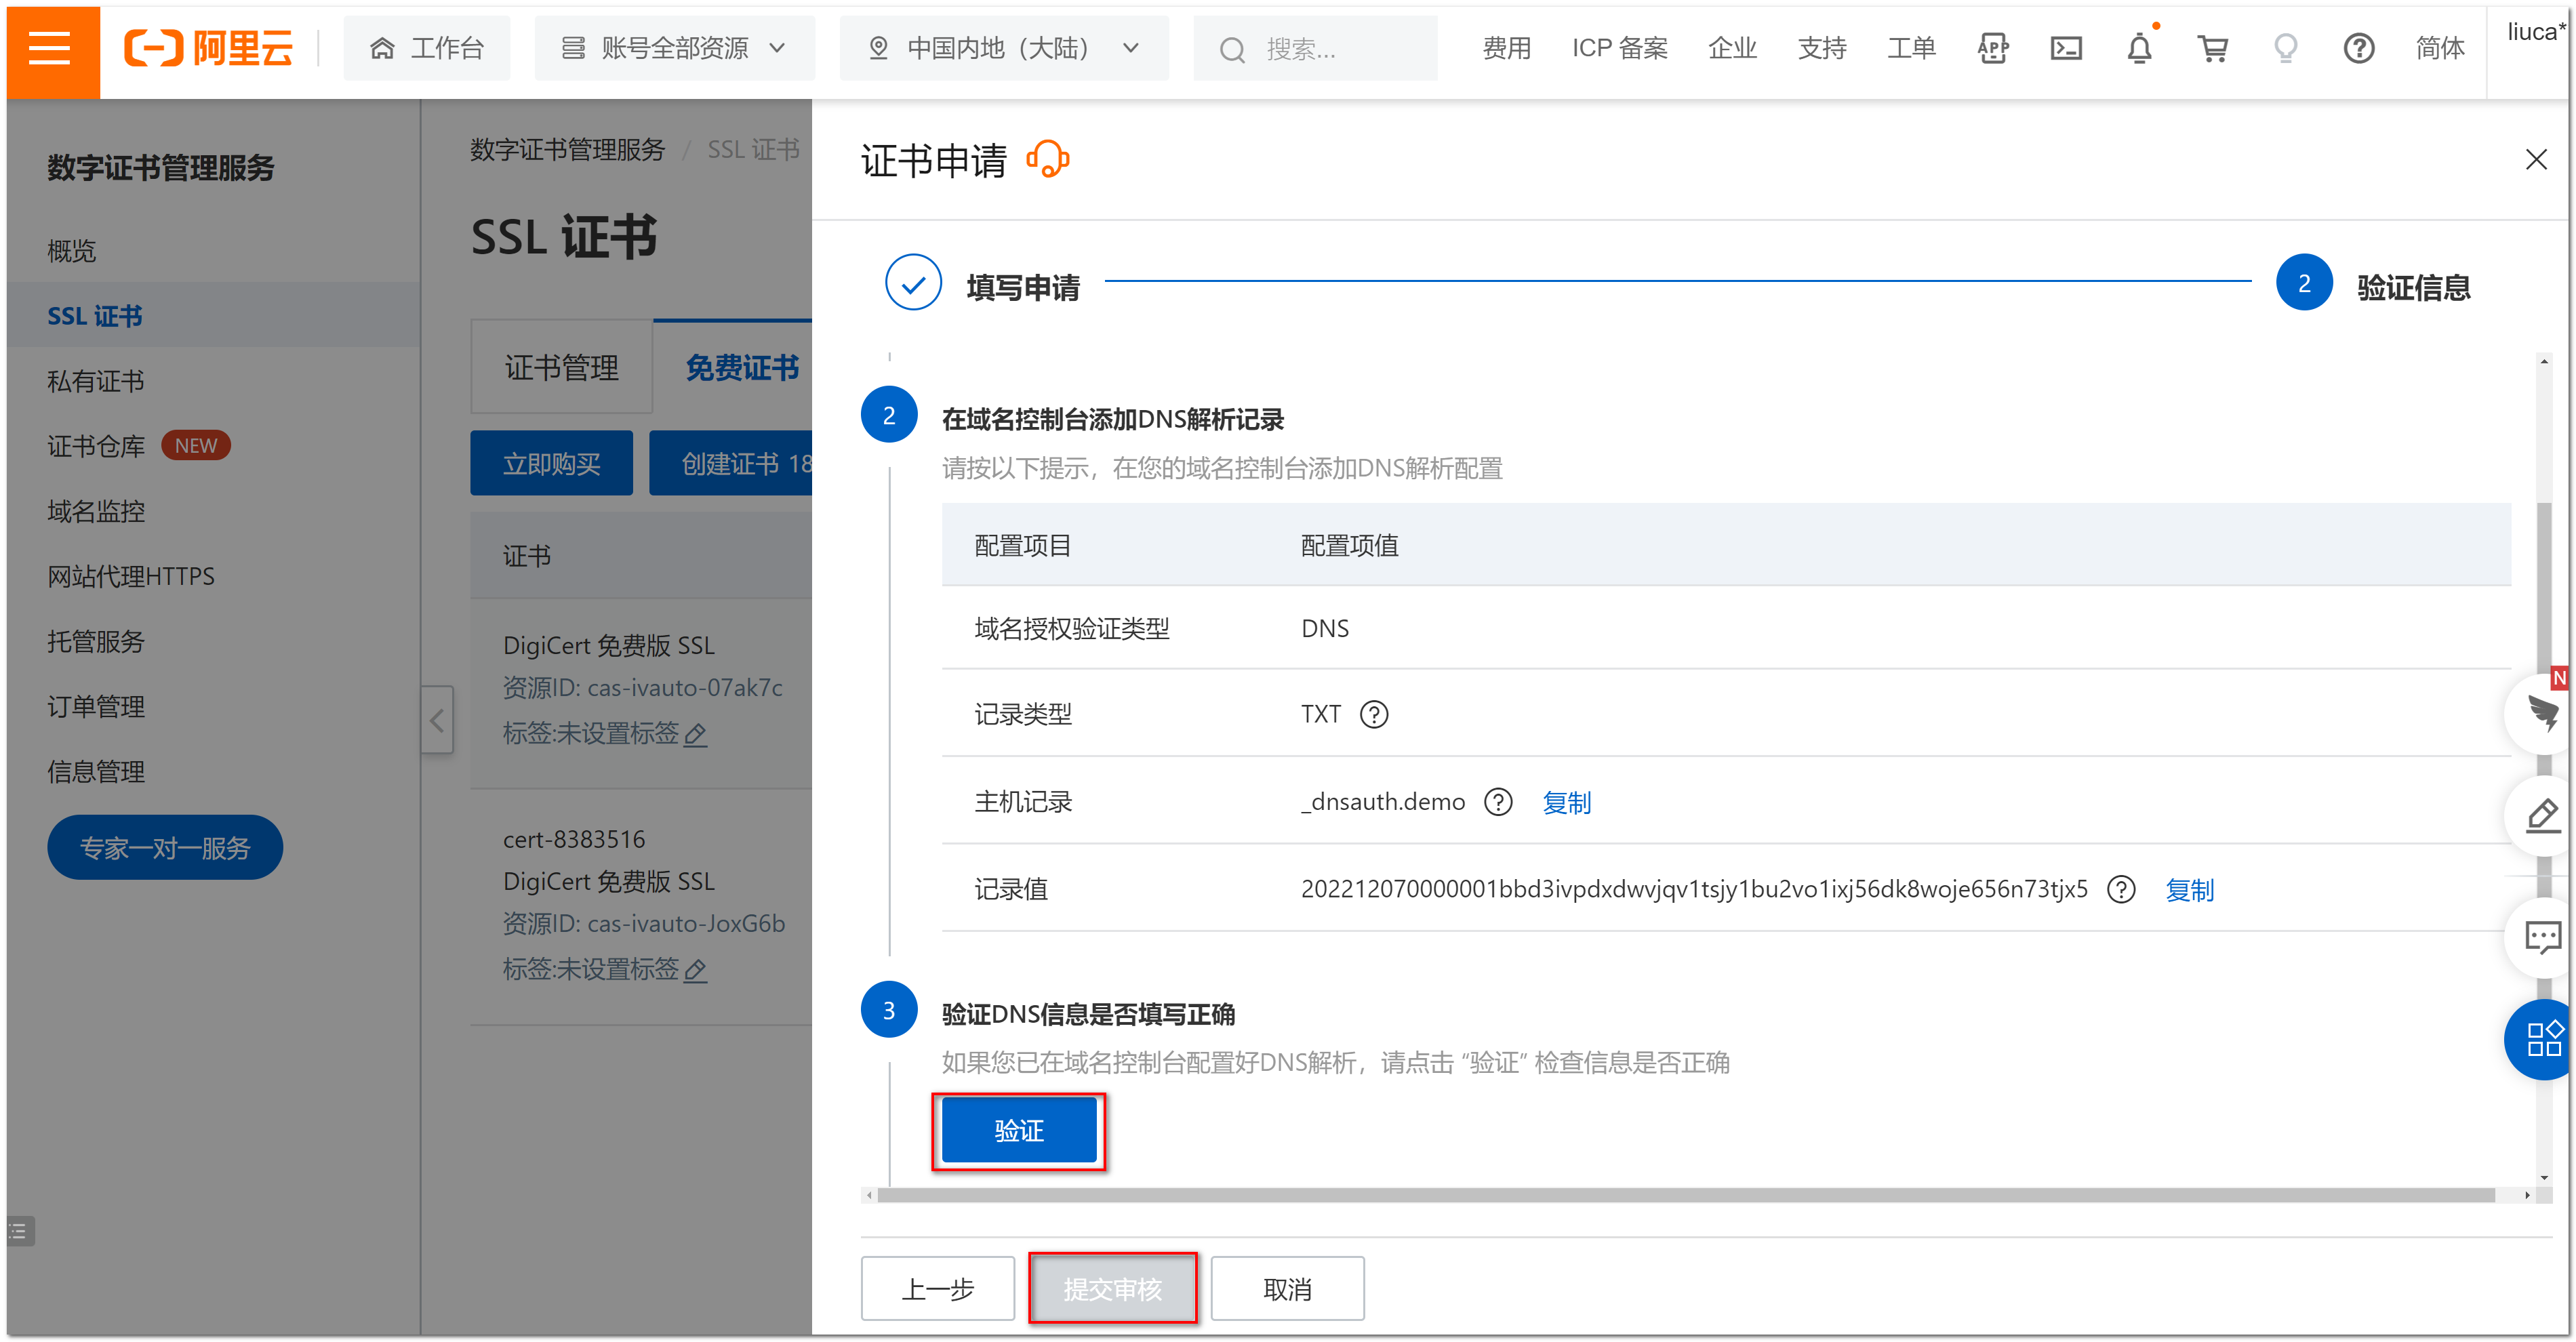 阿里云
工作台
账号全部资源
中国内地（大陆）
搜索...
费用
ICP 备案
企业
支持
工单
APP
简体
liuca*
数字证书管理服务
概览
SSL 证书
私有证书
证书仓库 NEW
域名监控
网站代理HTTPS
托管服务
订单管理
信息管理
专家一对一服务
数字证书管理服务 / SSL 证书
SSL 证书
证书管理
免费证书
立即购买
创建证书 18
证书
DigiCert 免费版 SSL
资源ID: cas-ivauto-07ak7c
标签:未设置标签
cert-8383516
DigiCert 免费版 SSL
资源ID: cas-ivauto-JoxG6b
标签:未设置标签
证书申请
填写申请
2 验证信息
2 在域名控制台添加DNS解析记录
请按以下提示，在您的域名控制台添加DNS解析配置
配置项目 配置项值
域名授权验证类型 DNS
记录类型 TXT
主机记录 _dnsauth.demo 复制
记录值 202212070000001bbd3ivpdxdwvjqv1tsjy1bu2vo1ixj56dk8woje656n73tjx5 复制
3 验证DNS信息是否填写正确
如果您已在域名控制台配置好DNS解析，请点击 “验证” 检查信息是否正确
验证
上一步
提交审核
取消
N